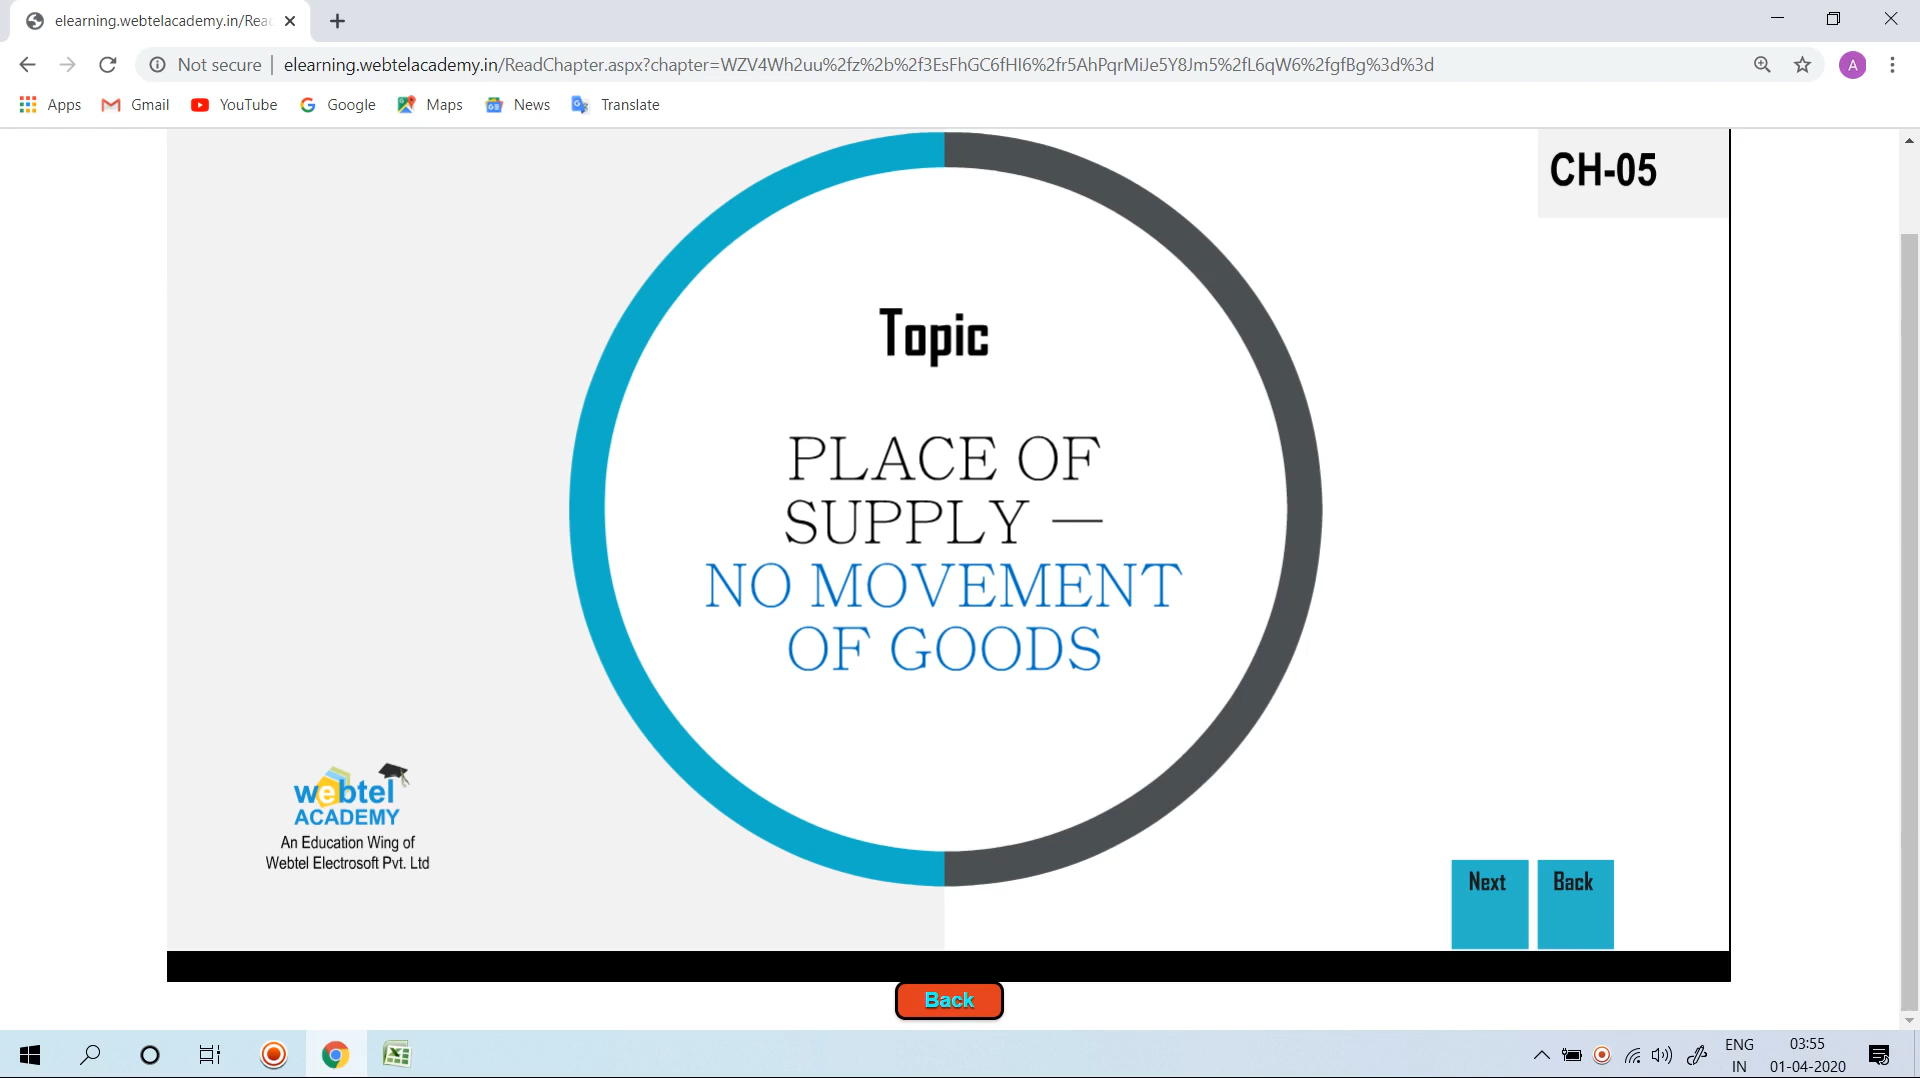 elearning.webtelacademy.in/Read
Not secure | elearning.webtelacademy.in/ReadChapter.aspx?chapter=WZV4Wh2uu%2fz%2b%2f3EsFhGC6fHI6%2fr5AhPqrMiJe5Y8Jm5%2fL6qW6%2fgfBg%3d%3d
A
Apps Gmail YouTube Google Maps News Translate
CH-05
Topic
PLACE OF
SUPPLY —
NO MOVEMENT
OF GOODS
webtel
ACADEMY
An Education Wing of
Webtel Electrosoft Pvt. Ltd
Next Back
Back
ENG
IN
03:55
01-04-2020